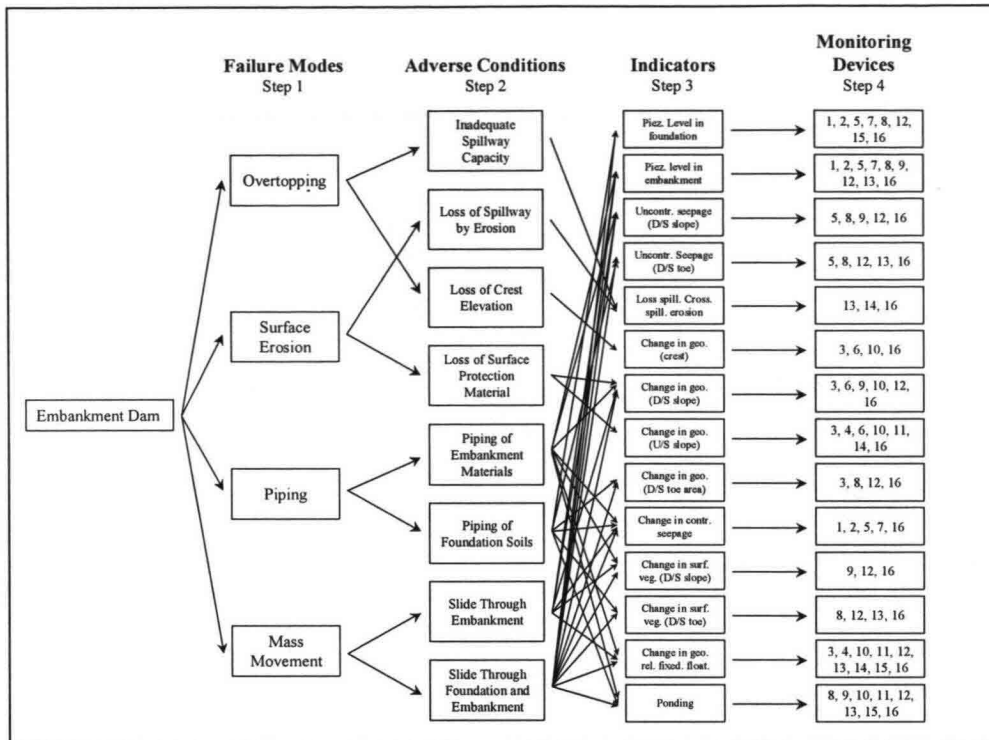 Failure Modes
Step 1
Adverse Conditions
Step 2
Indicators
Step 3
Monitoring
Devices
Step 4
Embankment Dam
Overtopping
Surface
Erosion
Piping
Mass
Movement
Inadequate
Spillway
Capacity
Loss of Spillway
by Erosion
Loss of Crest
Elevation
Loss of Surface
Protection
Material
Piping of
Embankment
Materials
Piping of
Foundation Soils
Slide Through
Embankment
Slide Through
Foundation and
Embankment
Piez. Level in
foundation
Piez. level in
embankment
Uncontr. seepage
(D/S slope)
Uncontr. Seepage
(D/S toe)
Loss spill. Cross.
spill. erosion
Change in geo.
(crest)
Change in geo.
(D/S slope)
Change in geo.
(U/S slope)
Change in geo.
(D/S toe area)
Change in contr.
seepage
Change in surf.
veg. (D/S slope)
Change in surf.
veg. (D/S toe)
Change in geo.
rel. fixed. float.
Ponding
1, 2, 5, 7, 8, 12,
15, 16
1, 2, 5, 7, 8, 9,
12, 13, 16
5, 8, 9, 12, 16
5, 8, 12, 13, 16
13, 14, 16
3, 6, 10, 16
3, 6, 9, 10, 12,
16
3, 4, 6, 10, 11,
14, 16
3, 8, 12, 16
1, 2, 5, 7, 16
9, 12, 16
8, 12, 13, 16
3, 4, 10, 11, 12,
13, 14, 15, 16
8, 9, 10, 11, 12,
13, 15, 16